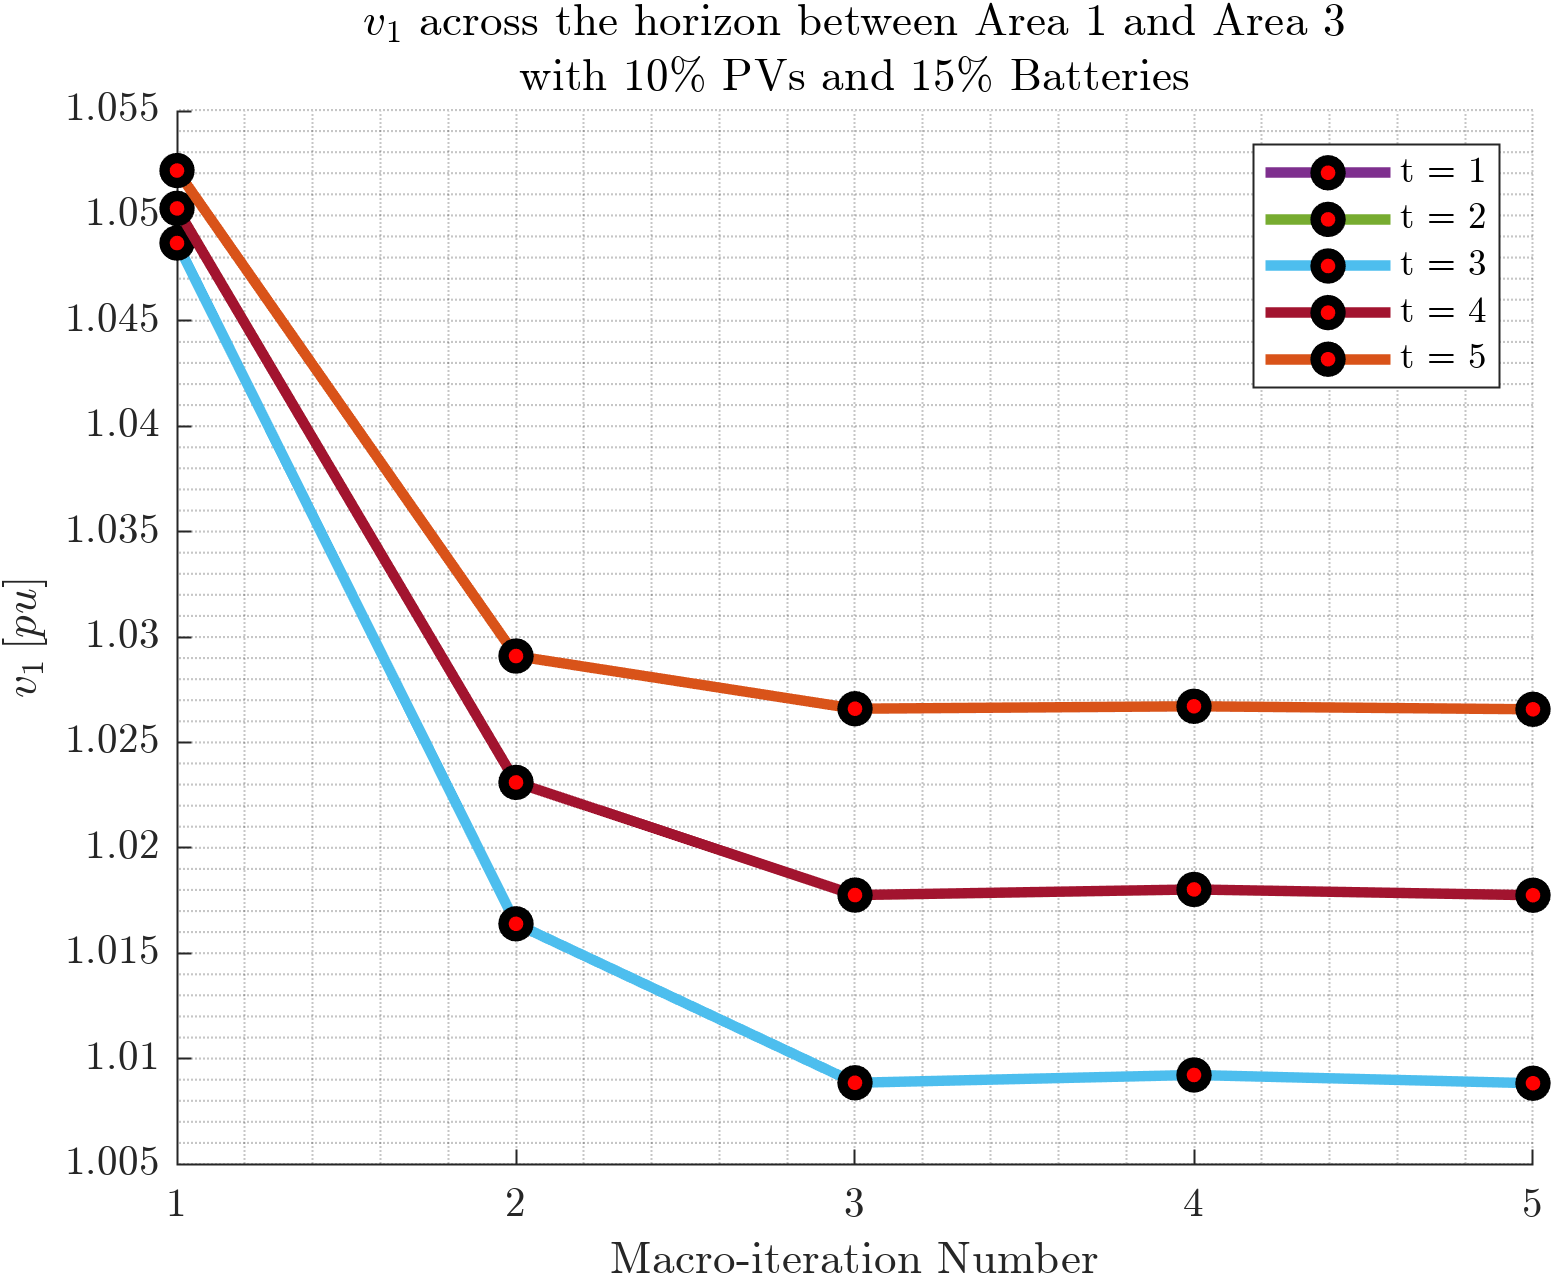 v₁ across the horizon between Area 1 and Area 3
with 10% PVs and 15% Batteries
1.055
1.05
1.045
1.04
1.035
1.03
1.025
1.02
1.015
1.01
1.005
v₁ [pu]
t = 1
t = 2
t = 3
t = 4
t = 5
1 2 3 4 5
Macro-iteration Number